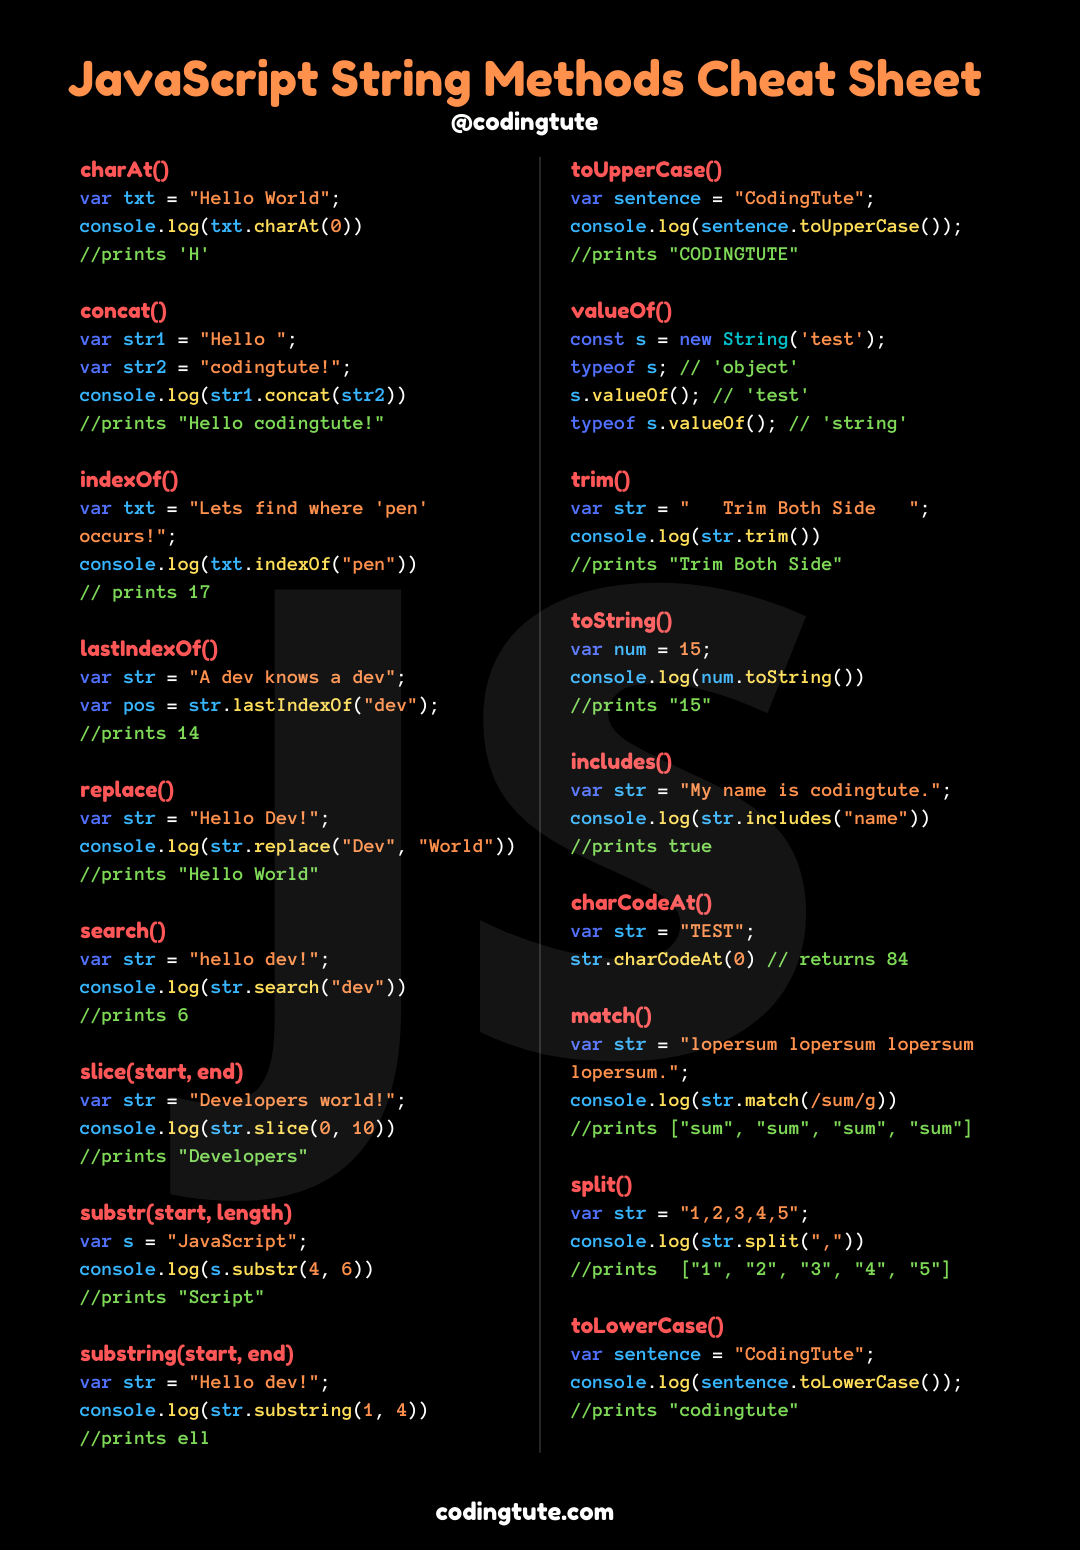 JavaScript String Methods Cheat Sheet
@codingtute
charAt()
var txt = "Hello World";
console.log(txt.charAt(0))
//prints 'H'
concat()
var str1 = "Hello ";
var str2 = "codingtute!";
console.log(str1.concat(str2))
//prints "Hello codingtute!"
indexOf()
var txt = "Lets find where 'pen'
occurs!";
console.log(txt.indexOf("pen"))
// prints 17
lastIndexOf()
var str = "A dev knows a dev";
var pos = str.lastIndexOf("dev");
//prints 14
replace()
var str = "Hello Dev!";
console.log(str.replace("Dev", "World"))
//prints "Hello World"
search()
var str = "hello dev!";
console.log(str.search("dev"))
//prints 6
slice(start, end)
var str = "Developers world!";
console.log(str.slice(0, 10))
//prints "Developers"
substr(start, length)
var s = "JavaScript";
console.log(s.substr(4, 6))
//prints "Script"
substring(start, end)
var str = "Hello dev!";
console.log(str.substring(1, 4))
//prints ell
toUpperCase()
var sentence = "CodingTute";
console.log(sentence.toUpperCase());
//prints "CODINGTUTE"
valueOf()
const s = new String('test');
typeof s; // 'object'
s.valueOf(); // 'test'
typeof s.valueOf(); // 'string'
trim()
var str = "   Trim Both Side   ";
console.log(str.trim())
//prints "Trim Both Side"
toString()
var num = 15;
console.log(num.toString())
//prints "15"
includes()
var str = "My name is codingtute.";
console.log(str.includes("name"))
//prints true
charCodeAt()
var str = "TEST";
str.charCodeAt(0) // returns 84
match()
var str = "lopersum lopersum lopersum
lopersum.";
console.log(str.match(/sum/g))
//prints ["sum", "sum", "sum", "sum"]
split()
var str = "1,2,3,4,5";
console.log(str.split(","))
//prints  ["1", "2", "3", "4", "5"]
toLowerCase()
var sentence = "CodingTute";
console.log(sentence.toLowerCase());
//prints "codingtute"
JS
codingtute.com